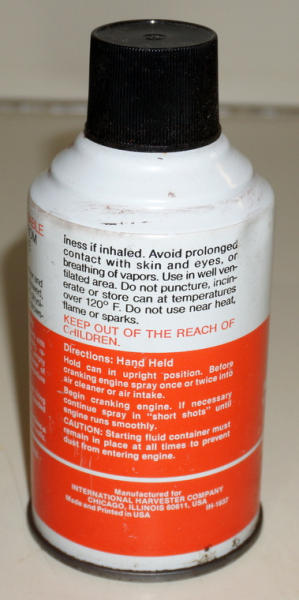 iness if inhaled. Avoid prolonged
contact with skin and eyes, or
breathing of vapors. Use in well ven-
tilated area. Do not puncture, incin-
erate or store can at temperatures
over 120° F. Do not use near heat,
flame or sparks.
KEEP OUT OF THE REACH OF
CHILDREN.
Directions: Hand Held
Hold can in upright position. Before
cranking engine spray once or twice into
air cleaner or air intake.
Begin cranking engine. If necessary
continue spray in "short shots" until
engine runs smoothly.
CAUTION: Starting fluid container must
remain in place at all times to prevent
dust from entering engine.
Manufactured for
INTERNATIONAL HARVESTER COMPANY
CHICAGO, ILLINOIS 60611, USA
Made and Printed in USA IH-1637